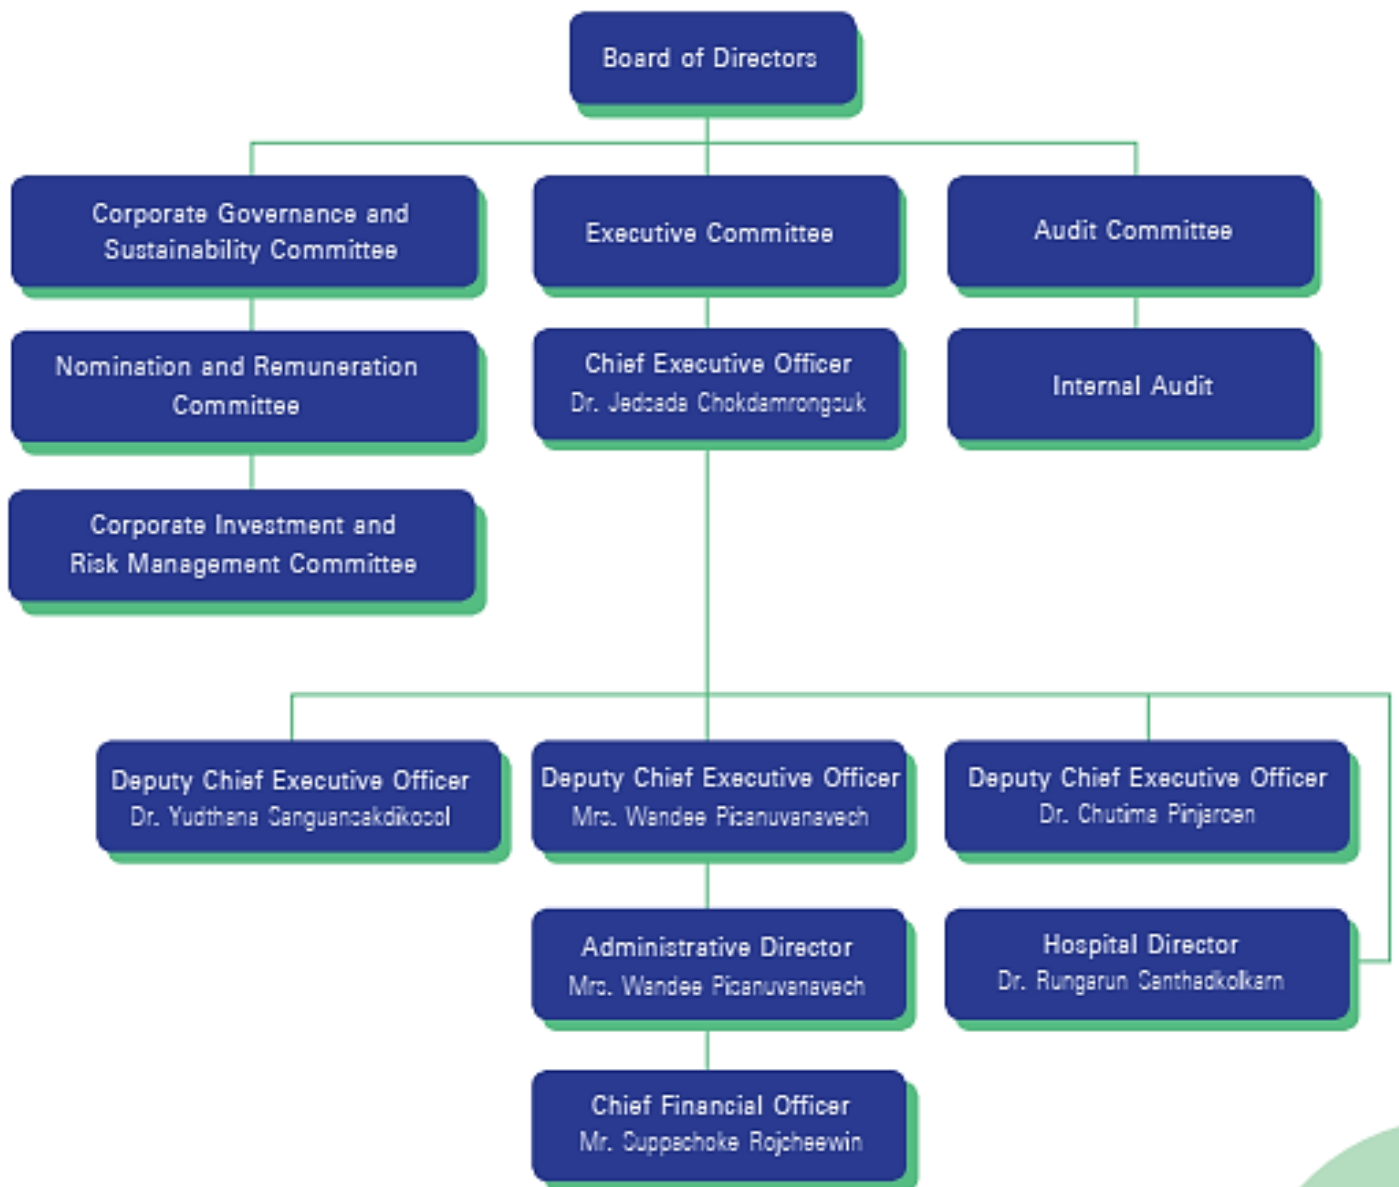 Board of Directors
Corporate Governance and
Sustainability Committee
Executive Committee
Audit Committee
Nomination and Remuneration
Committee
Chief Executive Officer
Dr. Jedsada Chokdamrongsuk
Internal Audit
Corporate Investment and
Risk Management Committee
Deputy Chief Executive Officer
Dr. Yudthana Sanguansakdikosol
Deputy Chief Executive Officer
Mrs. Wandee Pisanuvanavech
Deputy Chief Executive Officer
Dr. Chutima Pinjaroen
Administrative Director
Mrs. Wandee Pisanuvanavech
Hospital Director
Dr. Rungarun Santhadkolkarn
Chief Financial Officer
Mr. Suppachoke Rojcheewin